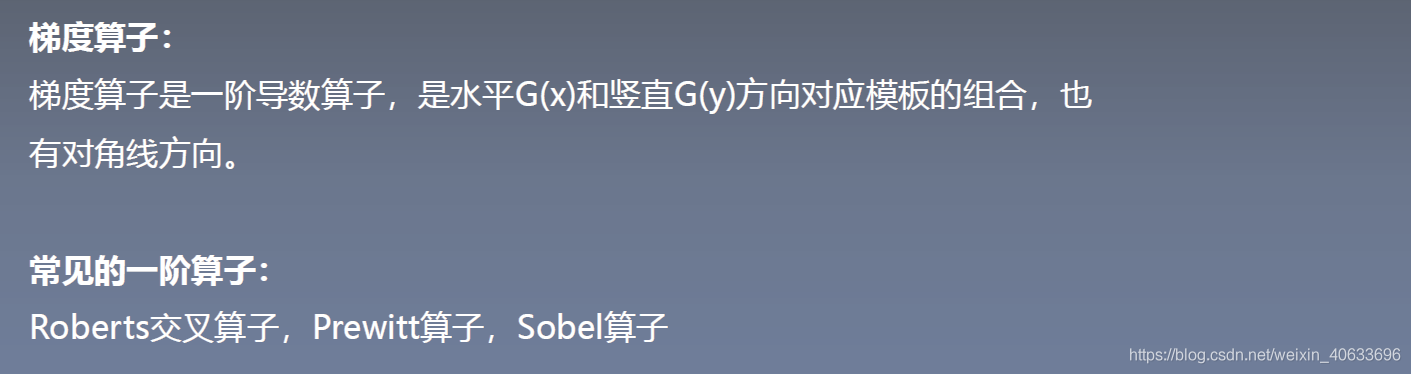 梯度算子：
梯度算子是一阶导数算子，是水平G(x)和竖直G(y)方向对应模板的组合，也
有对角线方向。
常见的一阶算子：
Roberts交叉算子，Prewitt算子，Sobel算子
https://blog.csdn.net/weixin_40633696